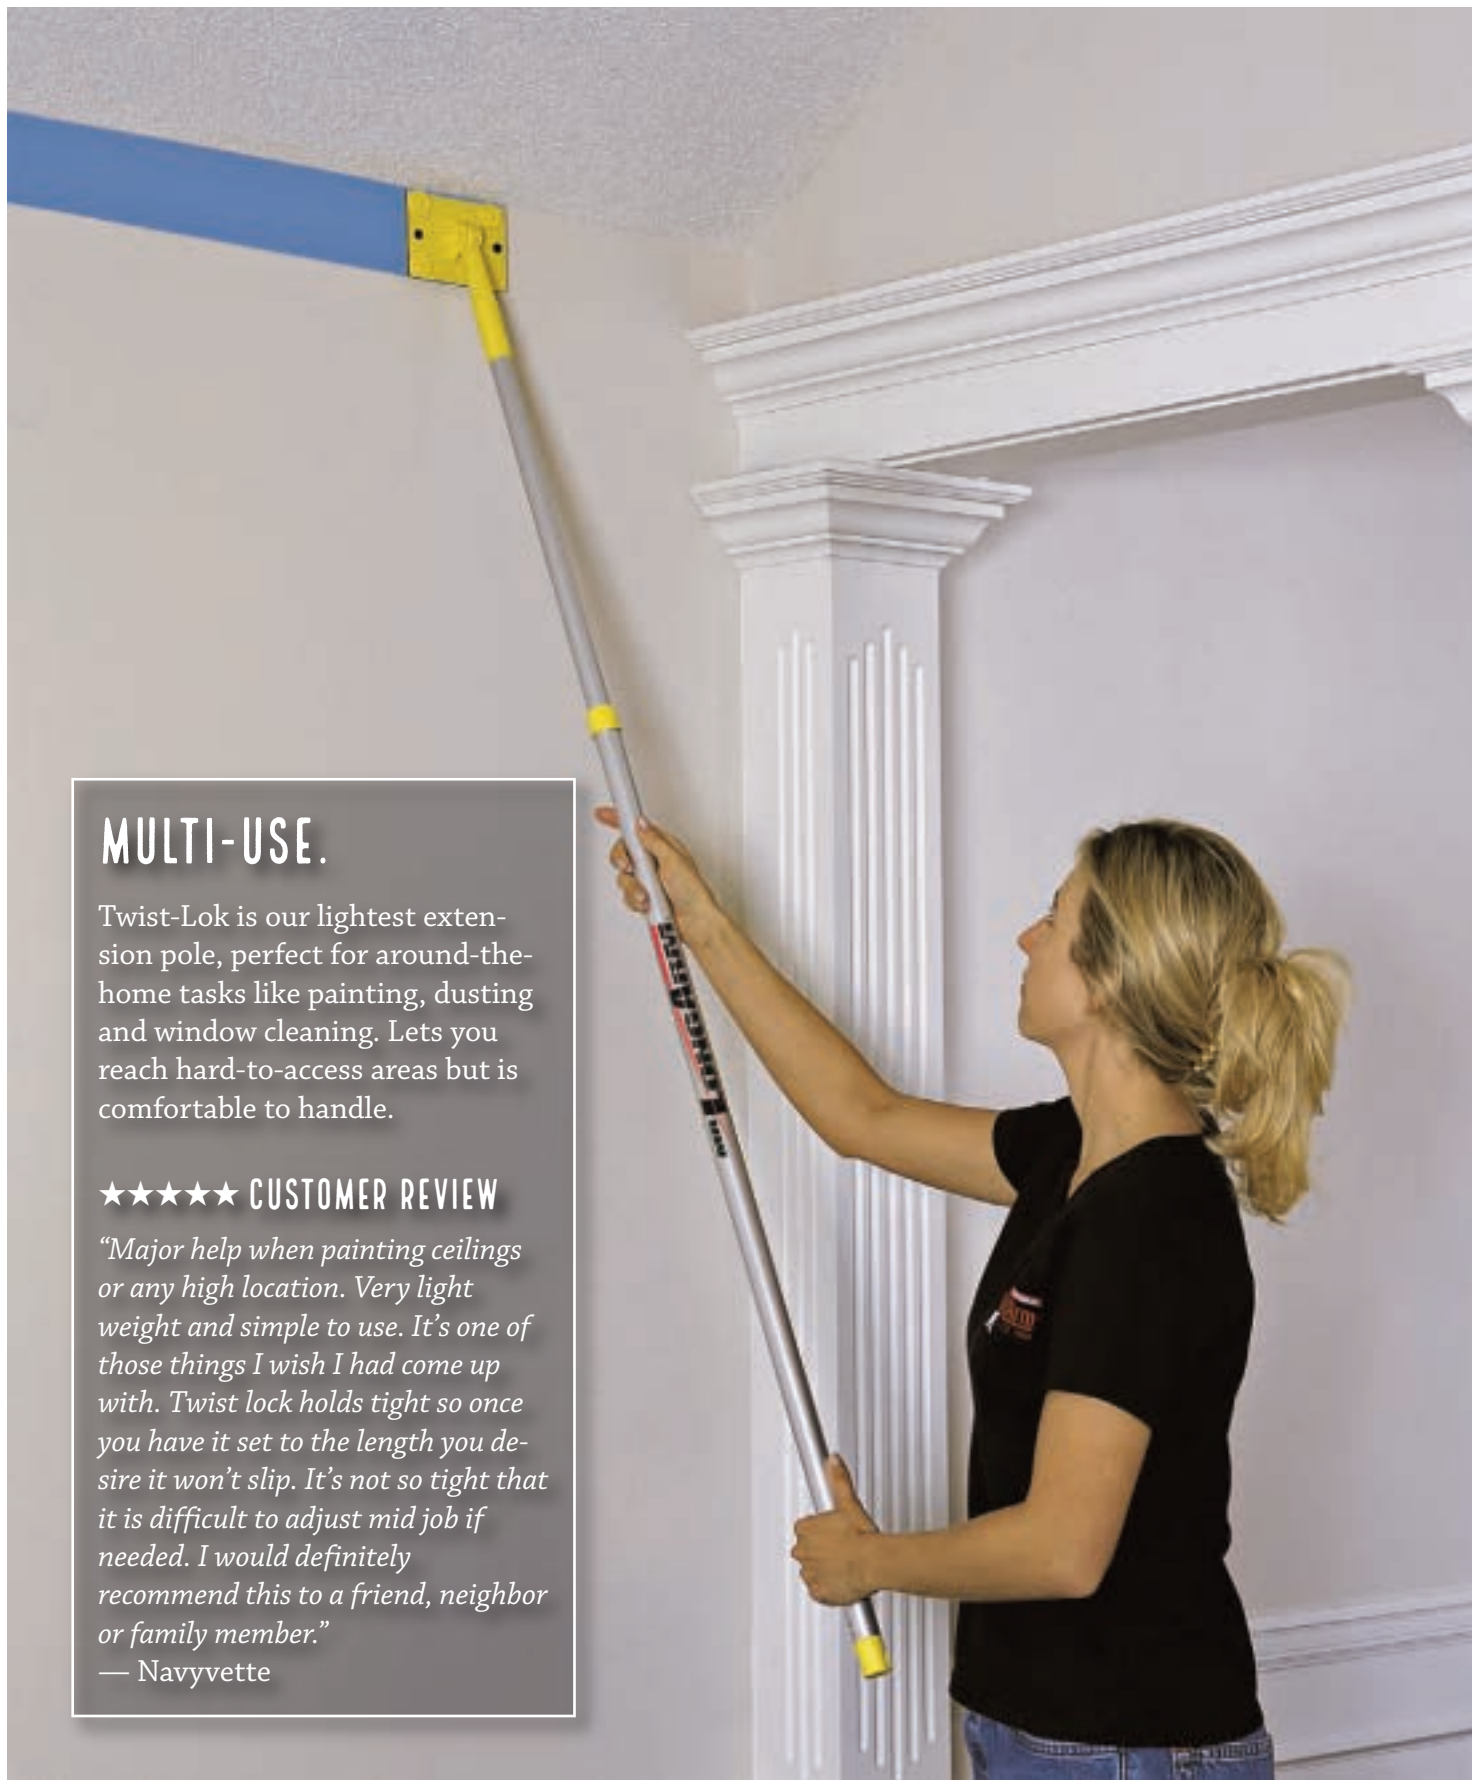 MULTI-USE.
Twist-Lok is our lightest exten-
sion pole, perfect for around-the-
home tasks like painting, dusting
and window cleaning. Lets you
reach hard-to-access areas but is
comfortable to handle.
★★★★★ CUSTOMER REVIEW
“Major help when painting ceilings
or any high location. Very light
weight and simple to use. It’s one of
those things I wish I had come up
with. Twist lock holds tight so once
you have it set to the length you de-
sire it won’t slip. It’s not so tight that
it is difficult to adjust mid job if
needed. I would definitely
recommend this to a friend, neighbor
or family member.”
— Navyvette
LONGARM